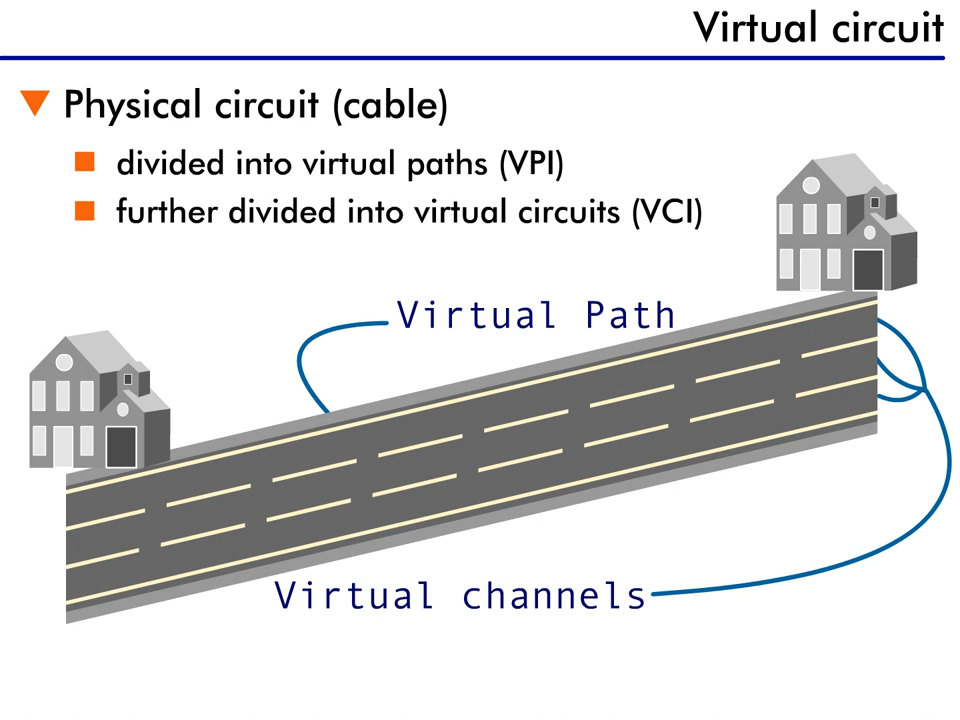 Virtual circuit
Physical circuit (cable)
divided into virtual paths (VPI)
further divided into virtual circuits (VCI)
Virtual Path
Virtual channels